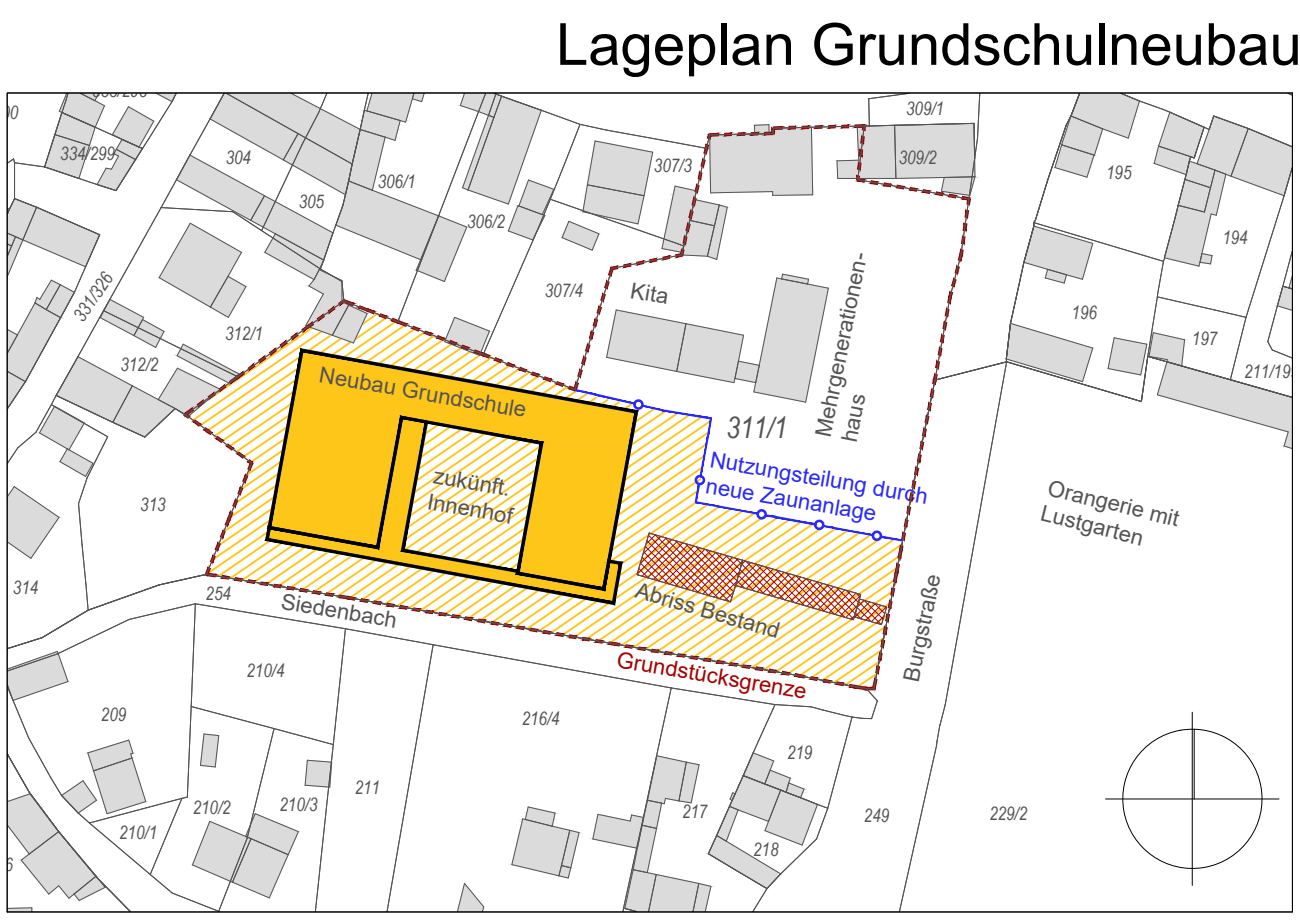 Lageplan Grundschulneubau
309/1
334/299
304
305
306/1
306/2
307/3
309/2
195
194
331/326
312/1
312/2
307/4
Kita
Mehrgenerationen-
haus
196
197
211/19
Neubau Grundschule
311/1
zukünft.
Innenhof
Nutzungsteilung durch
neue Zaunanlage
Orangerie mit
Lustgarten
313
314
254
Siedenbach
Abriss Bestand
Burgstraße
Grundstücksgrenze
210/4
209
216/4
219
210/2
210/3
211
217
249
229/2
210/1
218